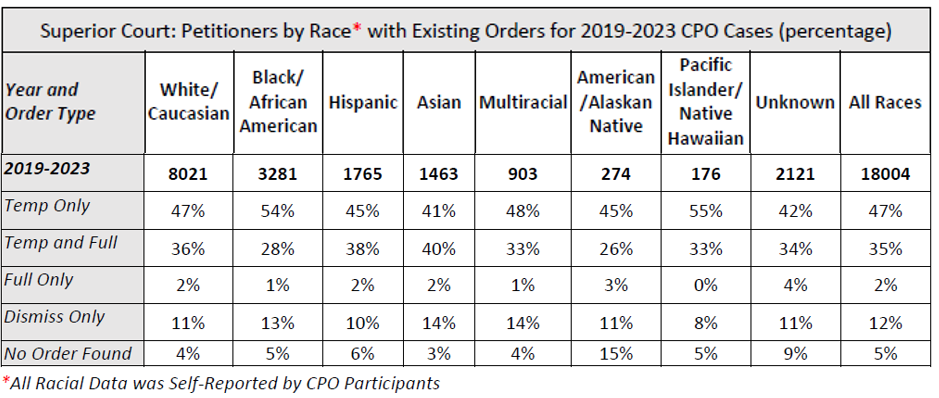 Superior Court: Petitioners by Race* with Existing Orders for 2019-2023 CPO Cases (percentage)
Year and Order Type White/ Caucasian Black/ African American Hispanic Asian Multiracial American /Alaskan Native Pacific Islander/ Native Hawaiian Unknown All Races
2019-2023 8021 3281 1765 1463 903 274 176 2121 18004
Temp Only 47% 54% 45% 41% 48% 45% 55% 42% 47%
Temp and Full 36% 28% 38% 40% 33% 26% 33% 34% 35%
Full Only 2% 1% 2% 2% 1% 3% 0% 4% 2%
Dismiss Only 11% 13% 10% 14% 14% 11% 8% 11% 12%
No Order Found 4% 5% 6% 3% 4% 15% 5% 9% 5%
*All Racial Data was Self-Reported by CPO Participants